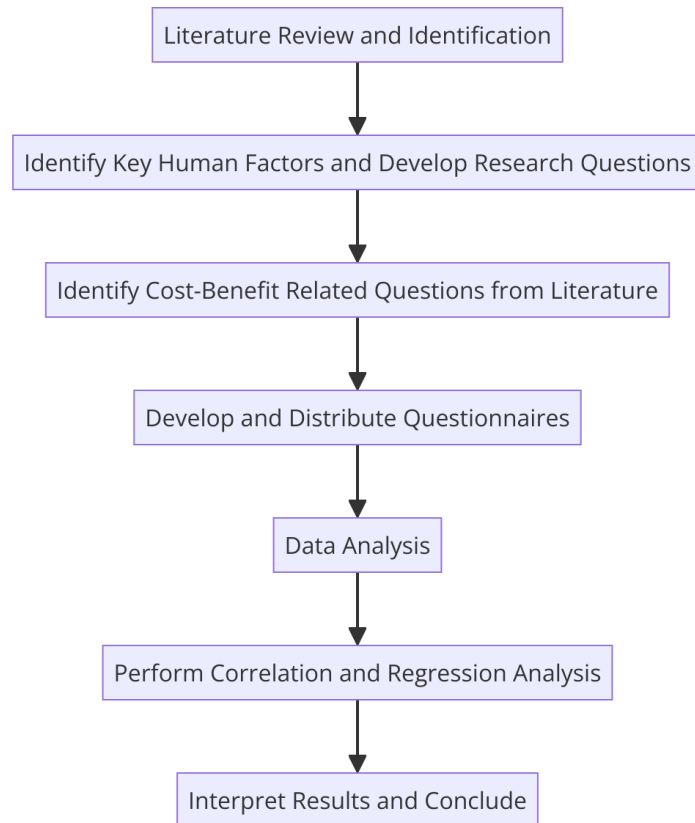 Literature Review and Identification
Identify Key Human Factors and Develop Research Questions
Identify Cost-Benefit Related Questions from Literature
Develop and Distribute Questionnaires
Data Analysis
Perform Correlation and Regression Analysis
Interpret Results and Conclude